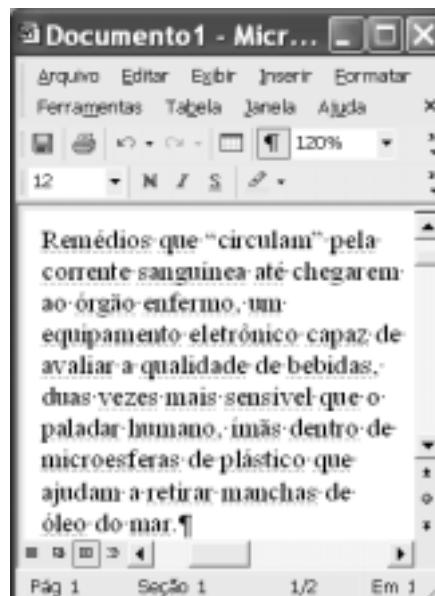 Documento1 - Micr...
Arquivo Editar Exibir Inserir Formatar
Ferramentas Tabela Janela Ajuda
120%
12 N I S
Remédios que “circulam” pela
corrente sanguínea até chegarem
ao órgão enfermo, um
equipamento eletrônico capaz de
avaliar a qualidade de bebidas,
duas vezes mais sensível que o
paladar humano, ímãs dentro de
microesferas de plástico que
ajudam a retirar manchas de
óleo do mar.¶
Pág 1 Seção 1 1/2 Em 1